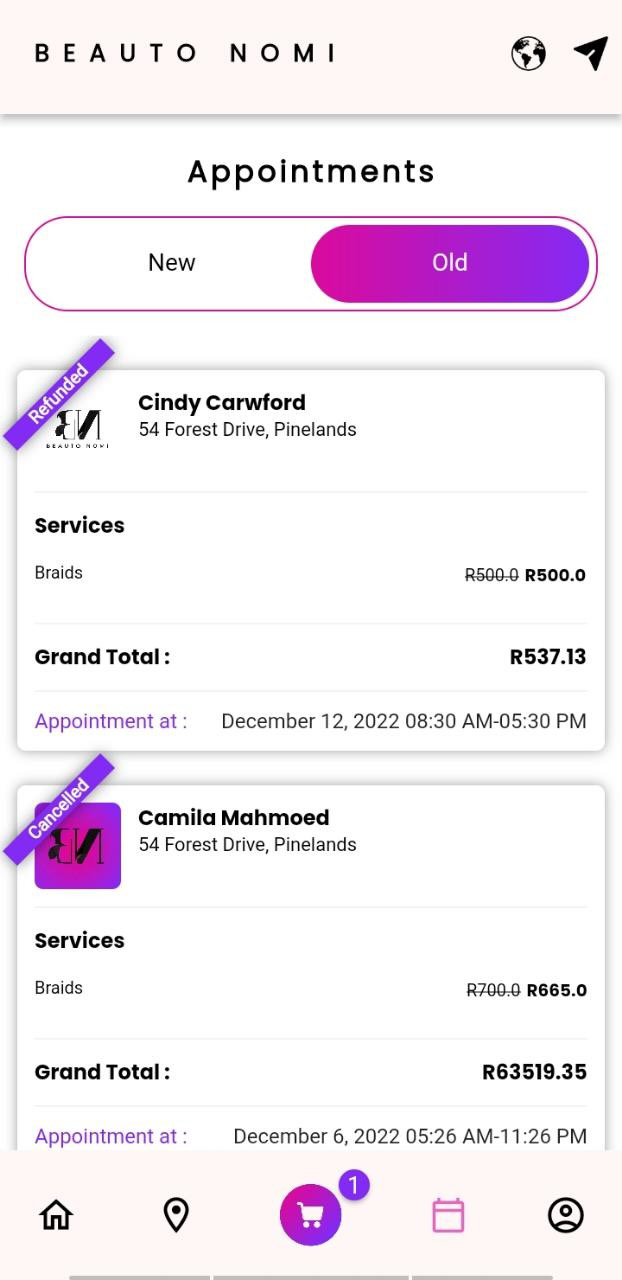 BEAUTO NOMI
Appointments
New Old
Refunded
BN
BEAUTO NOMI
Cindy Carwford
54 Forest Drive, Pinelands
Services
Braids R500.0 R500.0
Grand Total : R537.13
Appointment at : December 12, 2022 08:30 AM-05:30 PM
Cancelled
BN
Camila Mahmoed
54 Forest Drive, Pinelands
Services
Braids R700.0 R665.0
Grand Total : R63519.35
Appointment at : December 6, 2022 05:26 AM-11:26 PM
1